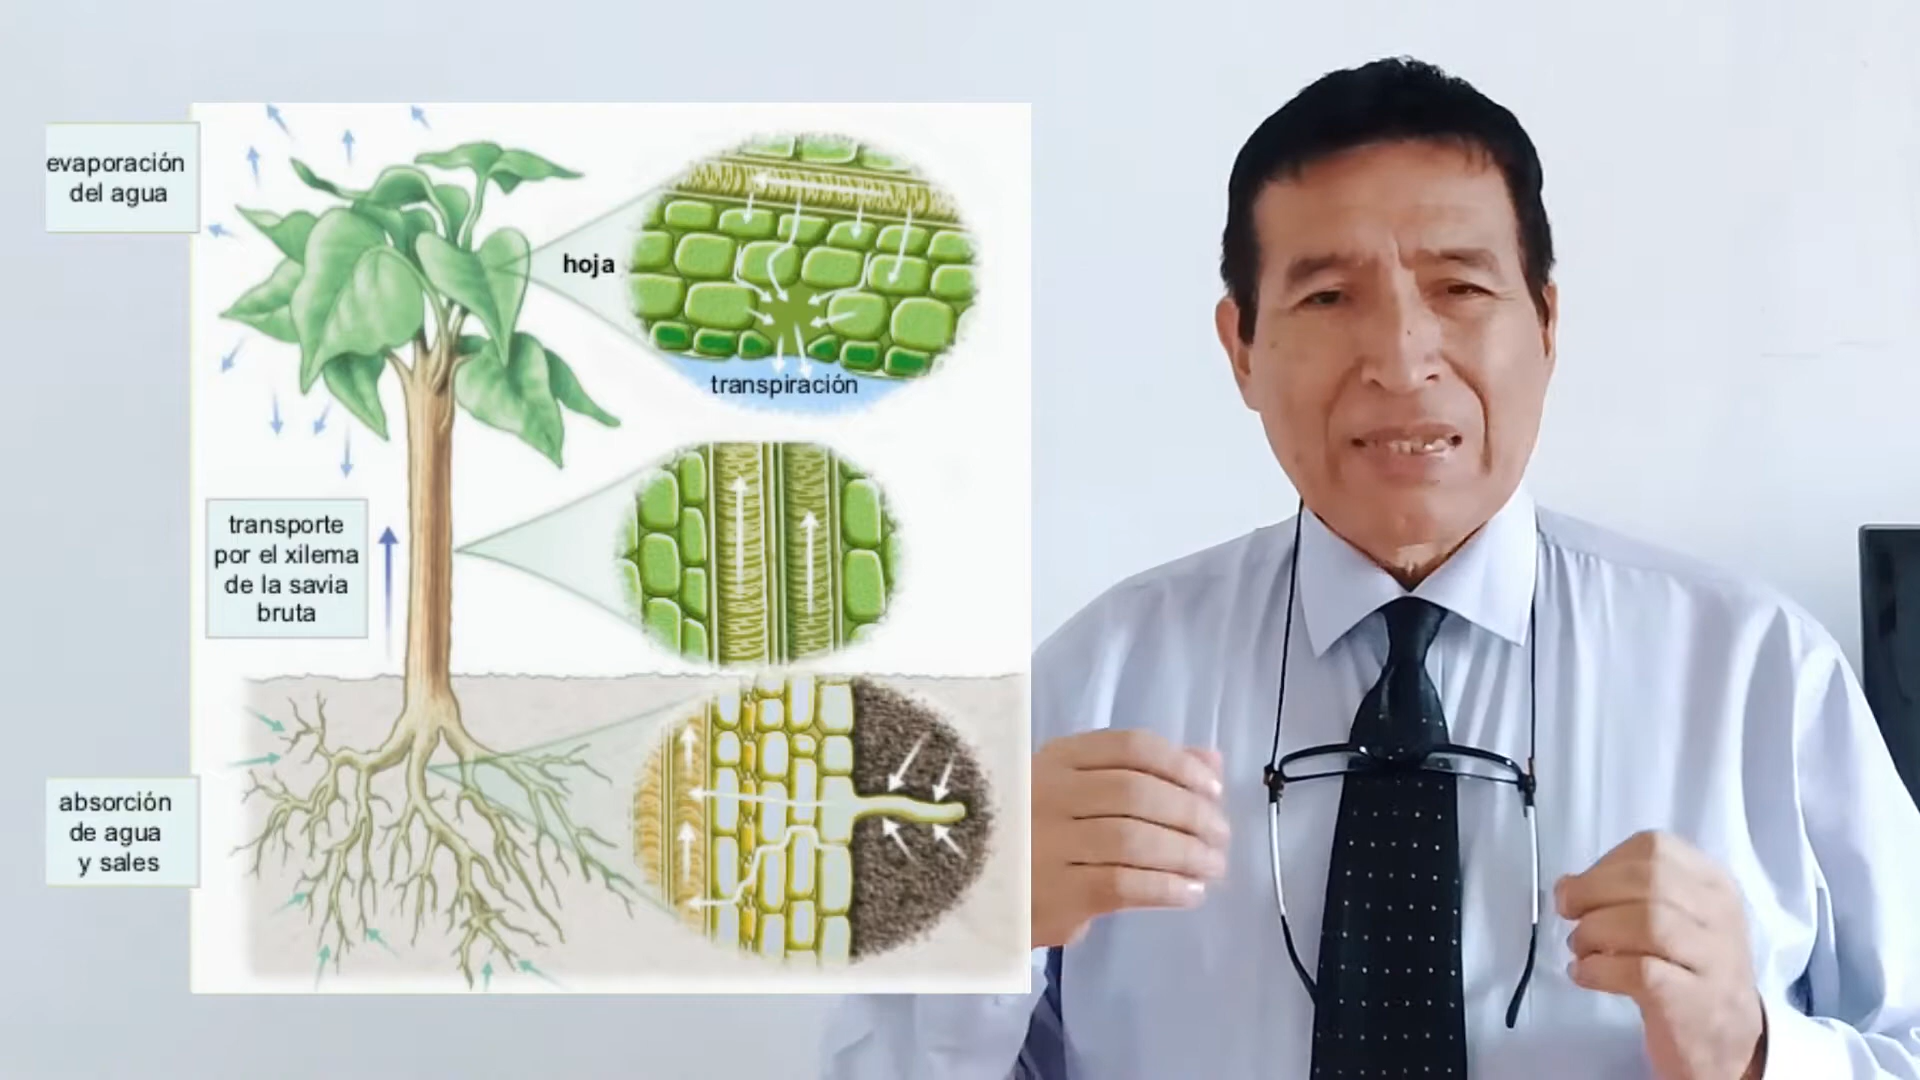 evaporación
del agua
hoja
transpiración
transporte
por el xilema
de la savia
bruta
absorción
de agua
y sales